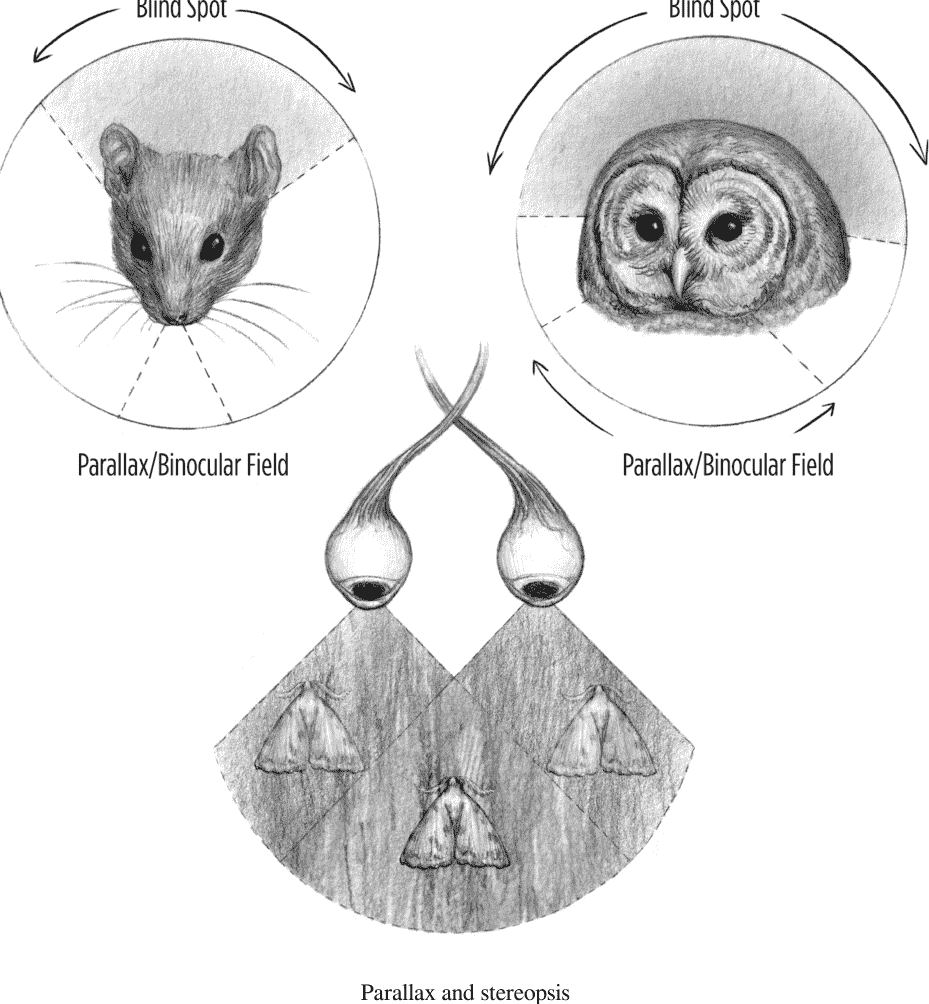 Blind Spot
Blind Spot
Parallax/Binocular Field
Parallax/Binocular Field
Parallax and stereopsis